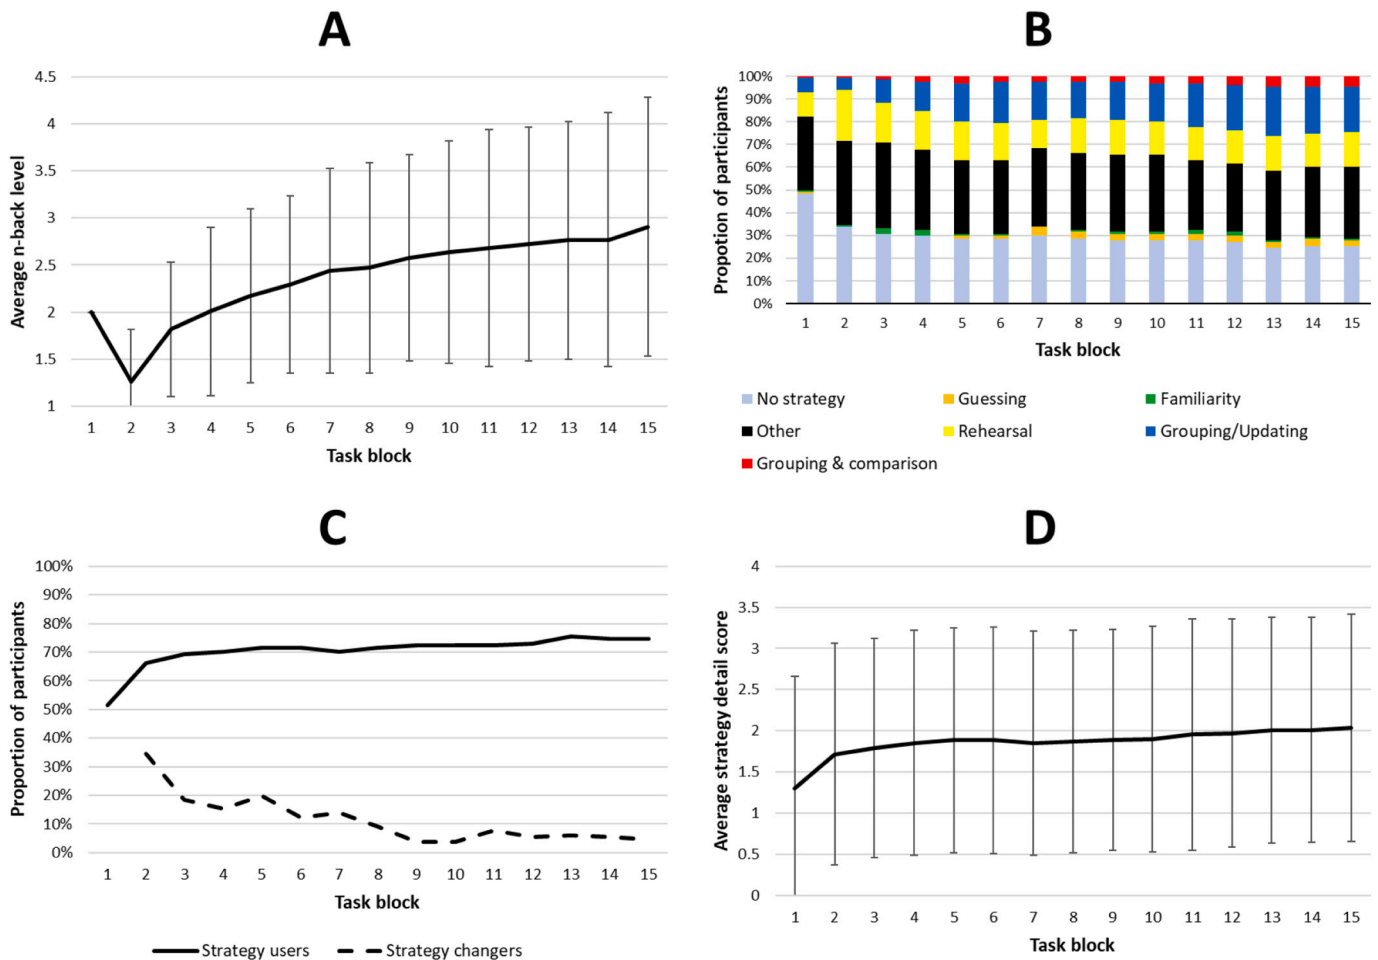 A
Average n-back level
4.5
4
3.5
3
2.5
2
1.5
1
1 2 3 4 5 6 7 8 9 10 11 12 13 14 15
Task block
B
Proportion of participants
100%
90%
80%
70%
60%
50%
40%
30%
20%
10%
0%
1 2 3 4 5 6 7 8 9 10 11 12 13 14 15
Task block
No strategy Guessing Familiarity
Other Rehearsal Grouping/Updating
Grouping & comparison
C
Proportion of participants
100%
90%
80%
70%
60%
50%
40%
30%
20%
10%
0%
1 2 3 4 5 6 7 8 9 10 11 12 13 14 15
Task block
Strategy users Strategy changers
D
Average strategy detail score
4
3.5
3
2.5
2
1.5
1
0.5
0
1 2 3 4 5 6 7 8 9 10 11 12 13 14 15
Task block